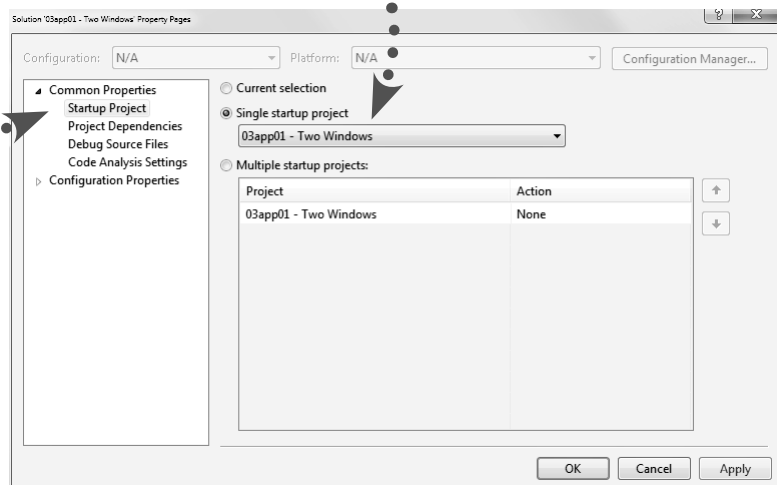 Solution '03app01 - Two Windows' Property Pages
Configuration: N/A Platform: N/A Configuration Manager...
Common Properties
Startup Project
Project Dependencies
Debug Source Files
Code Analysis Settings
Configuration Properties
Current selection
Single startup project
03app01 - Two Windows
Multiple startup projects:
Project Action
03app01 - Two Windows None
OK Cancel Apply